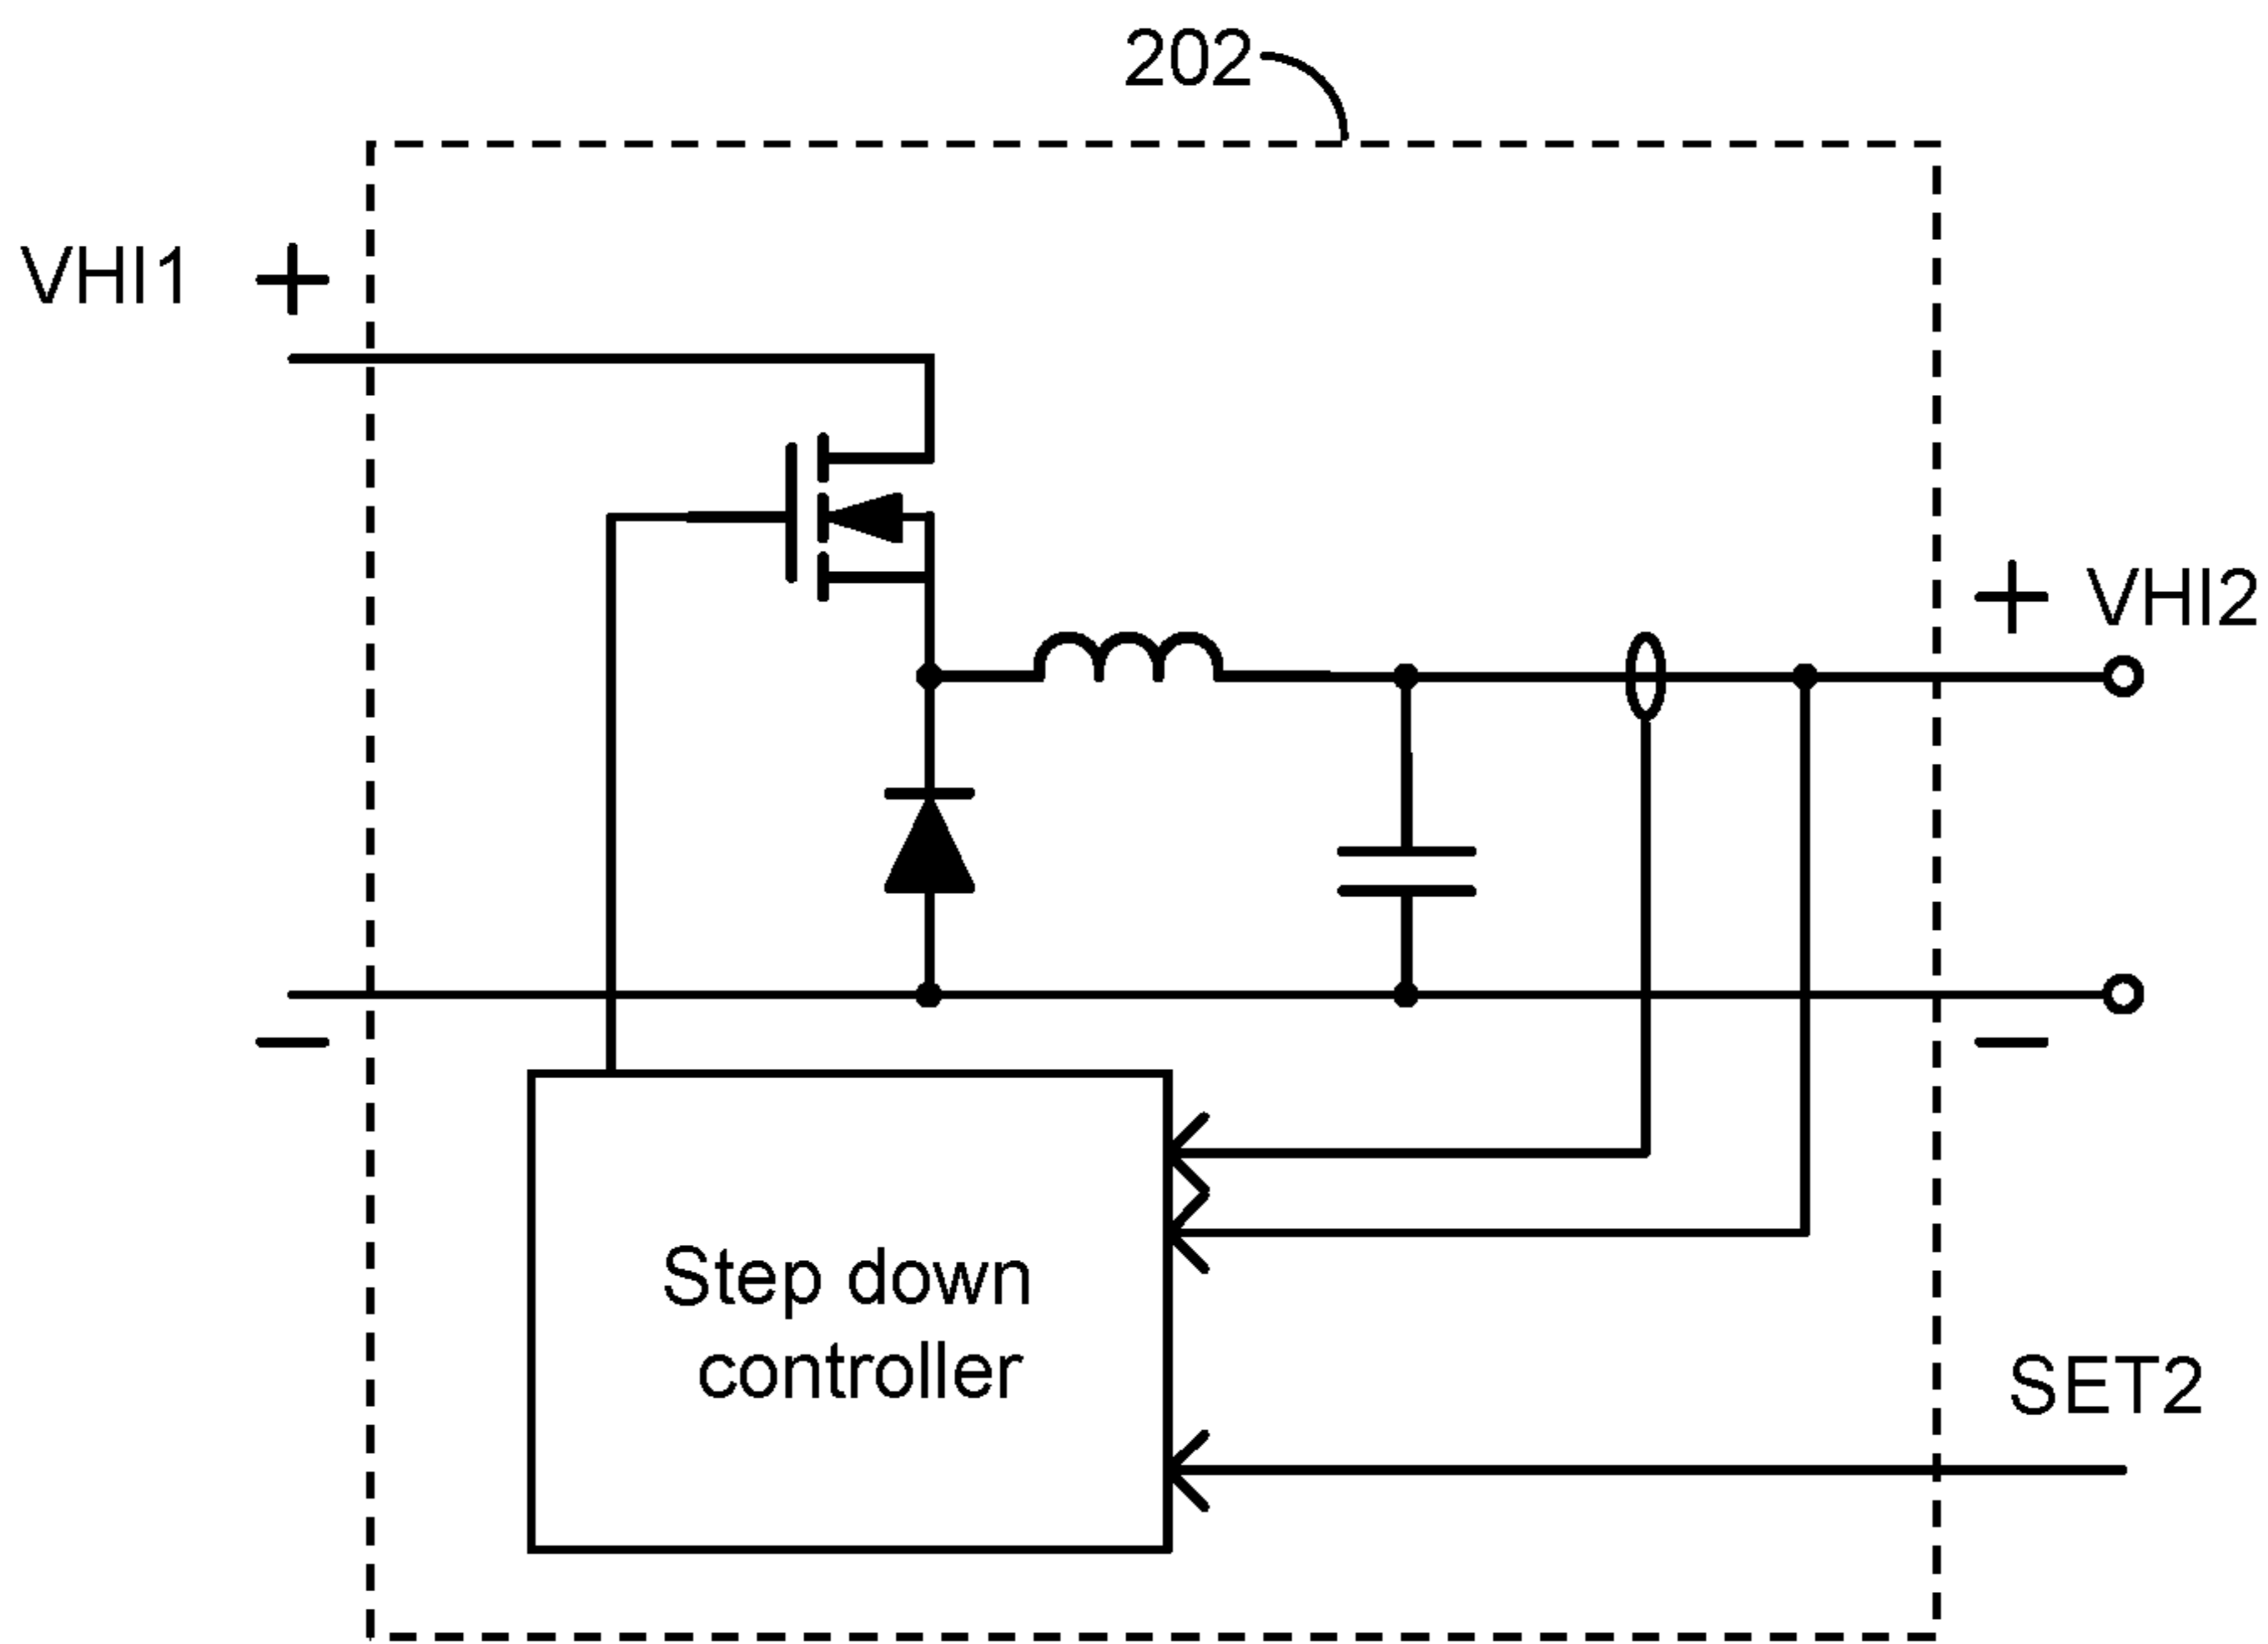 202
VHI1 +
+ VHI2
−
−
Step down
controller
SET2